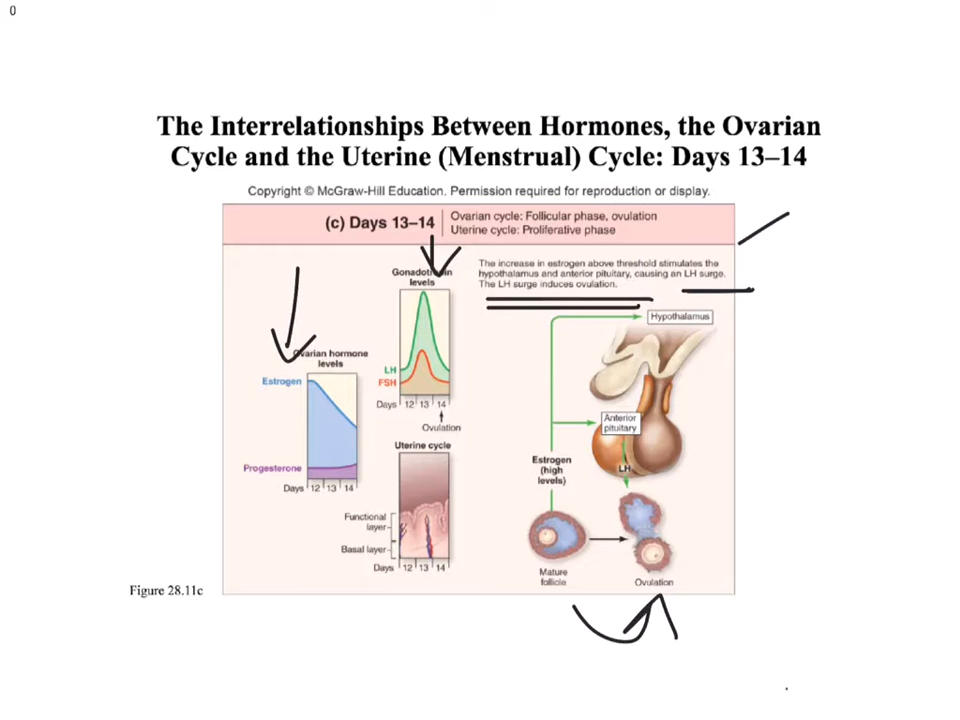 0
The Interrelationships Between Hormones, the Ovarian
Cycle and the Uterine (Menstrual) Cycle: Days 13–14
Copyright © McGraw-Hill Education. Permission required for reproduction or display.
(c) Days 13–14
Ovarian cycle: Follicular phase, ovulation
Uterine cycle: Proliferative phase
The increase in estrogen above threshold stimulates the
hypothalamus and anterior pituitary, causing an LH surge.
The LH surge induces ovulation.
Gonadotropin
levels
LH
FSH
Days 12 13 14
Ovulation
Ovarian hormone
levels
Estrogen
Progesterone
Days 12 13 14
Uterine cycle
Functional
layer
Basal layer
Days 12 13 14
Hypothalamus
Anterior
pituitary
LH
Estrogen
(high
levels)
Mature
follicle
Ovulation
Figure 28.11c